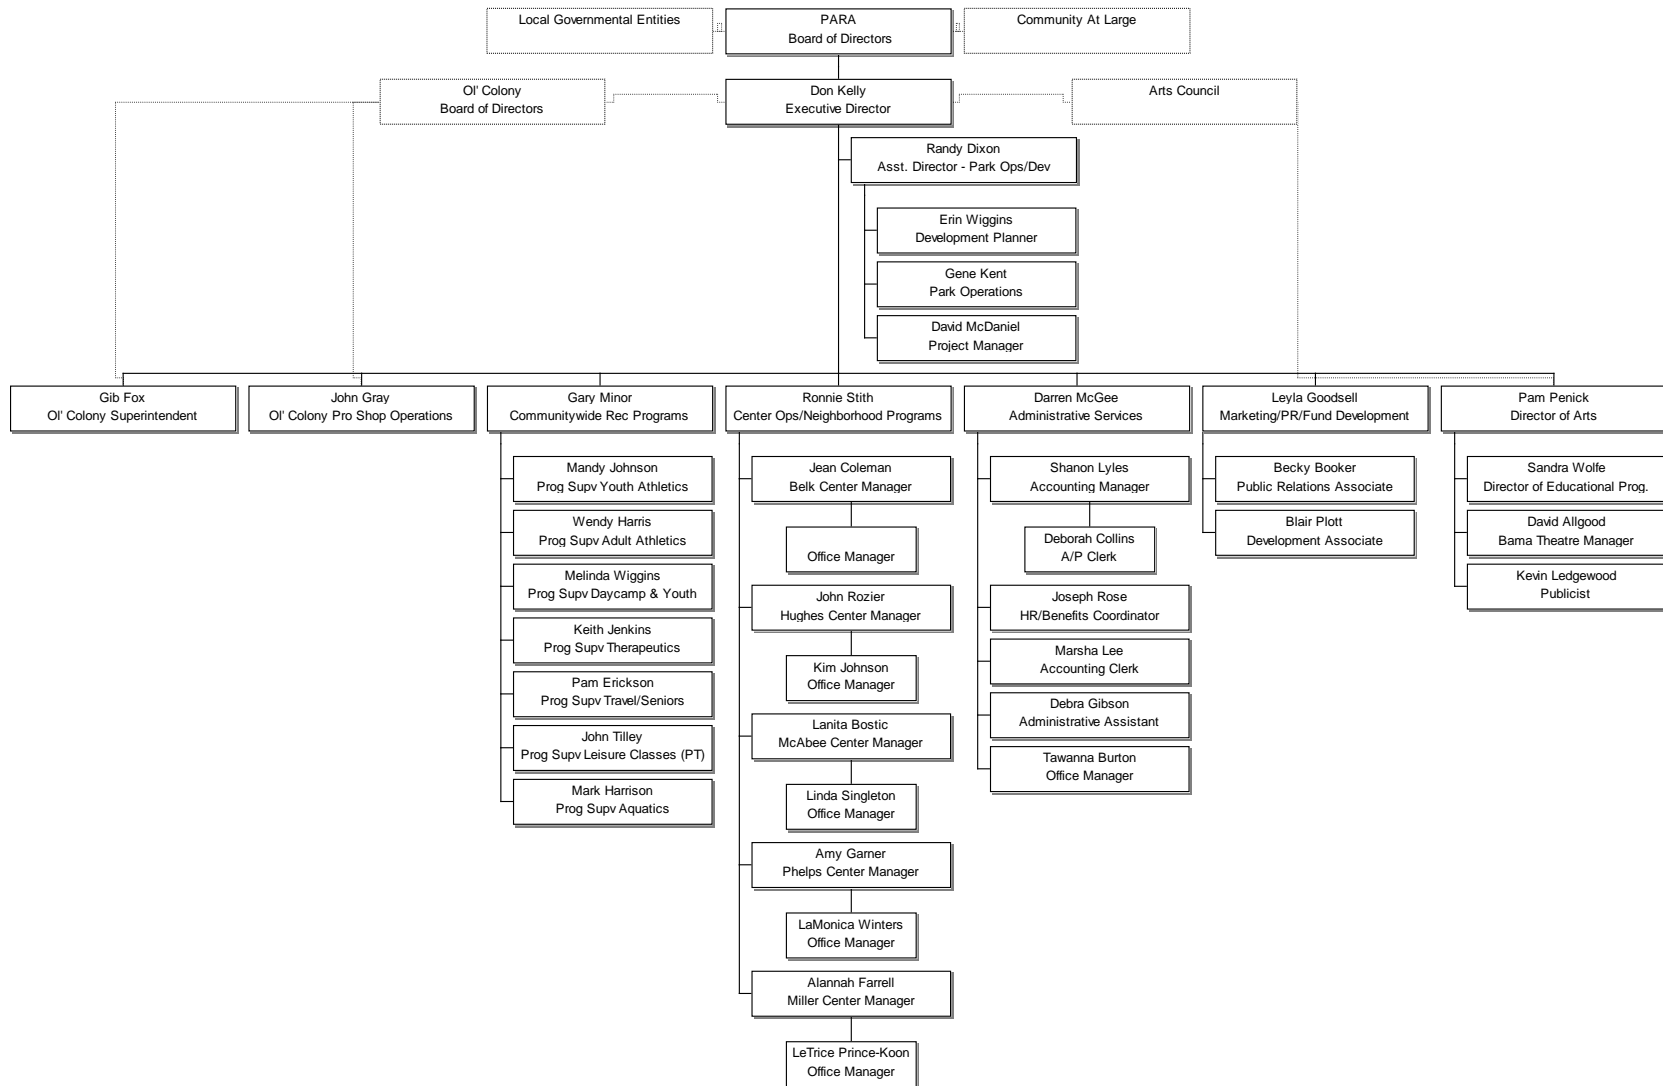 Local Governmental Entities
PARA
Board of Directors
Community At Large
Ol' Colony
Board of Directors
Don Kelly
Executive Director
Arts Council
Randy Dixon
Asst. Director - Park Ops/Dev
Erin Wiggins
Development Planner
Gene Kent
Park Operations
David McDaniel
Project Manager
Gib Fox
Ol' Colony Superintendent
John Gray
Ol' Colony Pro Shop Operations
Gary Minor
Communitywide Rec Programs
Mandy Johnson
Prog Supv Youth Athletics
Wendy Harris
Prog Supv Adult Athletics
Melinda Wiggins
Prog Supv Daycamp & Youth
Keith Jenkins
Prog Supv Therapeutics
Pam Erickson
Prog Supv Travel/Seniors
John Tilley
Prog Supv Leisure Classes (PT)
Mark Harrison
Prog Supv Aquatics
Ronnie Stith
Center Ops/Neighborhood Programs
Jean Coleman
Belk Center Manager
Office Manager
John Rozier
Hughes Center Manager
Kim Johnson
Office Manager
Lanita Bostic
McAbee Center Manager
Linda Singleton
Office Manager
Amy Garner
Phelps Center Manager
LaMonica Winters
Office Manager
Alannah Farrell
Miller Center Manager
LeTrice Prince-Koon
Office Manager
Darren McGee
Administrative Services
Shanon Lyles
Accounting Manager
Deborah Collins
A/P Clerk
Joseph Rose
HR/Benefits Coordinator
Marsha Lee
Accounting Clerk
Debra Gibson
Administrative Assistant
Tawanna Burton
Office Manager
Leyla Goodsell
Marketing/PR/Fund Development
Becky Booker
Public Relations Associate
Blair Plott
Development Associate
Pam Penick
Director of Arts
Sandra Wolfe
Director of Educational Prog.
David Allgood
Bama Theatre Manager
Kevin Ledgewood
Publicist